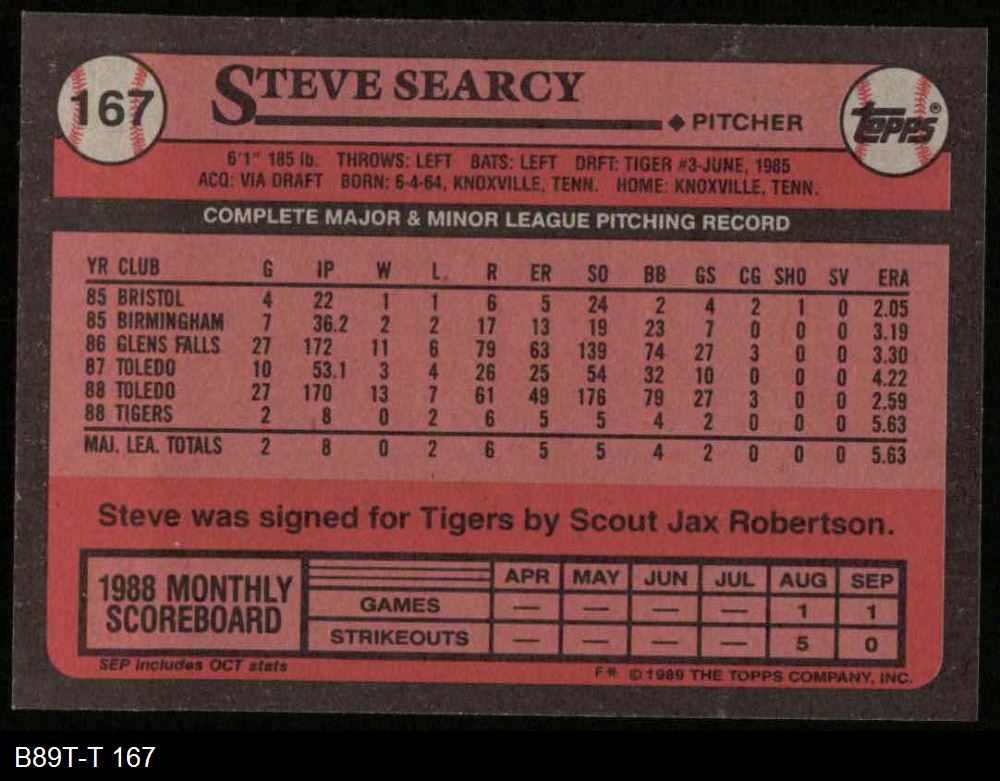 167
STEVE SEARCY
◆ PITCHER
Topps®
6'1" 185 lb. THROWS: LEFT BATS: LEFT DRFT: TIGER #3-JUNE, 1985
ACQ: VIA DRAFT BORN: 6-4-64, KNOXVILLE, TENN. HOME: KNOXVILLE, TENN.
COMPLETE MAJOR & MINOR LEAGUE PITCHING RECORD
YR CLUB G IP W L R ER SO BB GS CG SHO SV ERA
85 BRISTOL 4 22 1 1 6 5 24 2 4 2 1 0 2.05
85 BIRMINGHAM 7 36.2 2 2 17 13 19 23 7 0 0 0 3.19
86 GLENS FALLS 27 172 11 6 79 63 139 74 27 3 0 0 3.30
87 TOLEDO 10 53.1 3 4 26 25 54 32 10 0 0 0 4.22
88 TOLEDO 27 170 13 7 61 49 176 79 27 3 0 0 2.59
88 TIGERS 2 8 0 2 6 5 5 4 2 0 0 0 5.63
MAJ. LEA. TOTALS 2 8 0 2 6 5 5 4 2 0 0 0 5.63
Steve was signed for Tigers by Scout Jax Robertson.
1988 MONTHLY SCOREBOARD
APR MAY JUN JUL AUG SEP
GAMES — — — — 1 1
STRIKEOUTS — — — — 5 0
SEP includes OCT stats
F* © 1989 THE TOPPS COMPANY, INC.
B89T-T 167